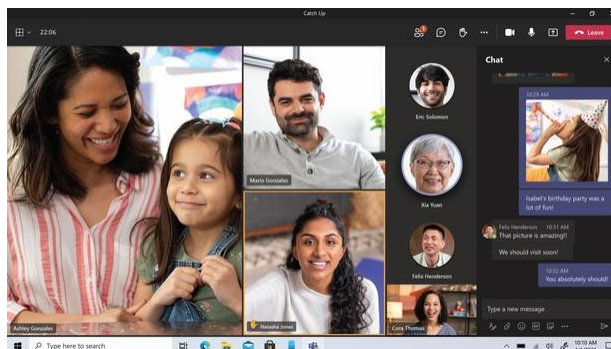 Catch Up
22:06
1
Leave
Chat
10:29 AM
Isabel's birthday party was a
lot of fun!
Felix Henderson 10:31 AM
That picture is amazing!!
We should visit soon!
10:32 AM
You absolutely should!
Type a new message
Ashley Gonzales
Mario Gonzales
Natasha Jones
Eric Solomon
Xia Yuan
Felix Henderson
Cora Thomas
Type here to search
10:10 AM